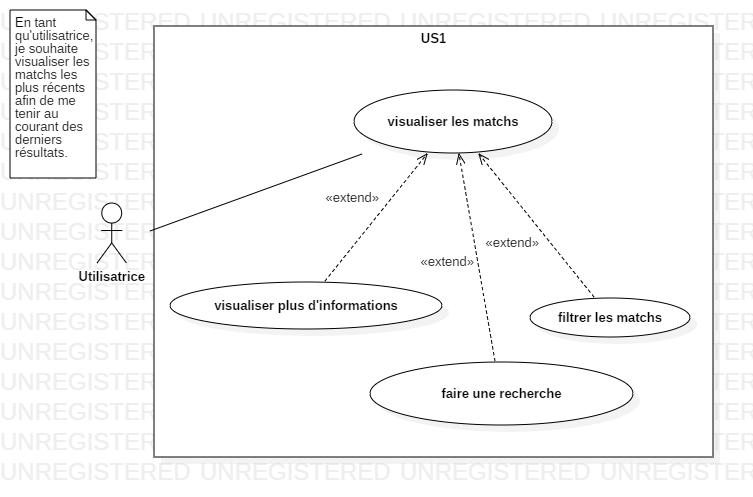 En tant
qu'utilisatrice,
je souhaite
visualiser les
matchs les
plus récents
afin de me
tenir au
courant des
derniers
résultats.
US1
visualiser les matchs
«extend»
«extend»
«extend»
Utilisatrice
visualiser plus d'informations
filtrer les matchs
faire une recherche
UNREGISTERED UNREGISTERED UNREGISTERED UNREGISTERED